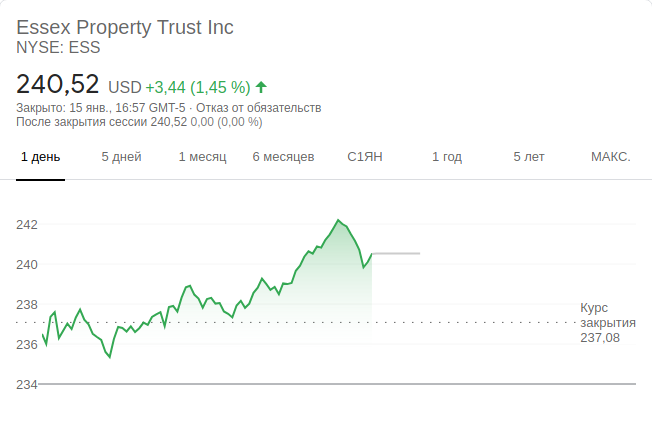 Essex Property Trust Inc
NYSE: ESS
240,52 USD +3,44 (1,45 %)
Закрыто: 15 янв., 16:57 GMT-5 · Отказ от обязательств
После закрытия сессии 240,52 0,00 (0,00 %)
1 день 5 дней 1 месяц 6 месяцев С1ЯН 1 год 5 лет МАКС.
242
240
238
236
234
Курс
закрытия
237,08